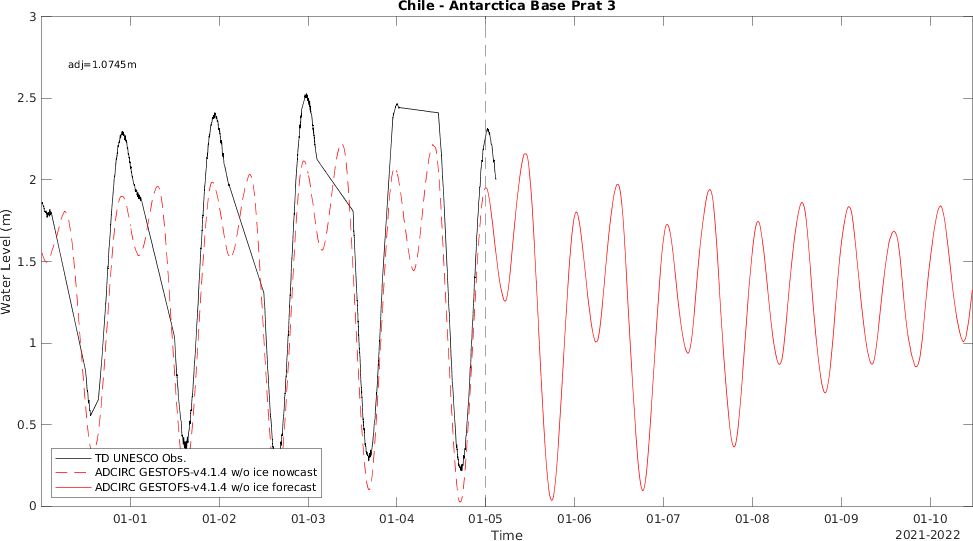 Chile - Antarctica Base Prat 3
3
adj=1.0745m
2.5
2
1.5
1
0.5
0
Water Level (m)
TD UNESCO Obs.
ADCIRC GESTOFS-v4.1.4 w/o ice nowcast
ADCIRC GESTOFS-v4.1.4 w/o ice forecast
01-01 01-02 01-03 01-04 01-05 01-06 01-07 01-08 01-09 01-10
Time
2021-2022